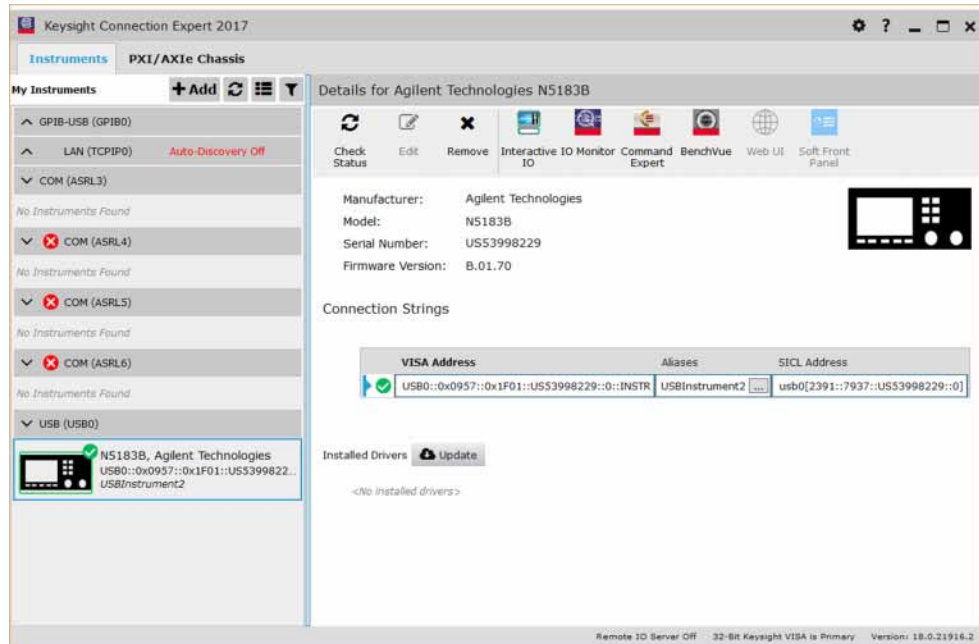 Keysight Connection Expert 2017
Instruments PXI/AXIe Chassis
My Instruments + Add
GPIB-USB (GPIB0)
LAN (TCPIP0) Auto-Discovery Off
COM (ASRL3)
No Instruments Found
COM (ASRL4)
No Instruments Found
COM (ASRL5)
No Instruments Found
COM (ASRL6)
No Instruments Found
USB (USB0)
N5183B, Agilent Technologies
USB0::0x0957::0x1F01::US5399822...
USBInstrument2
Details for Agilent Technologies N5183B
Check Status
Edit
Remove
Interactive IO
IO Monitor
Command Expert
BenchVue
Web UI
Soft Front Panel
Manufacturer: Agilent Technologies
Model: N5183B
Serial Number: US53998229
Firmware Version: B.01.70
Connection Strings
VISA Address Aliases SICL Address
USB0::0x0957::0x1F01::US53998229::0::INSTR USBInstrument2 ... usb0[2391::7937::US53998229::0]
Installed Drivers Update
<No installed drivers>
Remote IO Server Off 32-Bit Keysight VISA is Primary Version: 18.0.21916.2